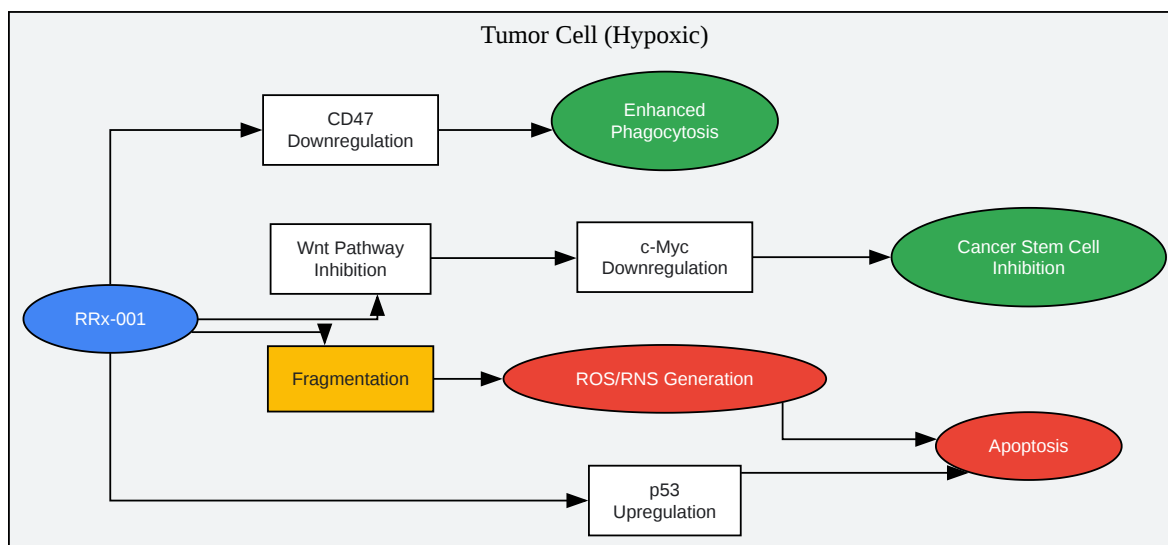 Tumor Cell (Hypoxic)
CD47
Downregulation
Enhanced
Phagocytosis
Wnt Pathway
Inhibition
c-Myc
Downregulation
Cancer Stem Cell
Inhibition
RRx-001
Fragmentation
ROS/RNS Generation
Apoptosis
p53
Upregulation